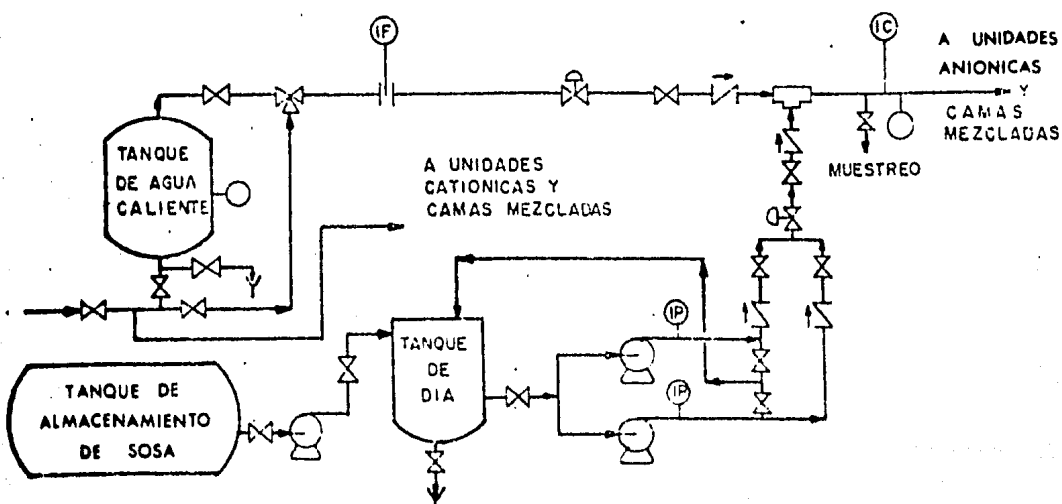 IF
IC
A UNIDADES
ANIONICAS
Y
CAMAS
MEZCLADAS
TANQUE
DE AGUA
CALIENTE
A UNIDADES
CATIONICAS Y
CAMAS MEZCLADAS
MUESTREO
IP
TANQUE
DE
DIA
IP
TANQUE DE
ALMACENAMIENTO
DE SOSA